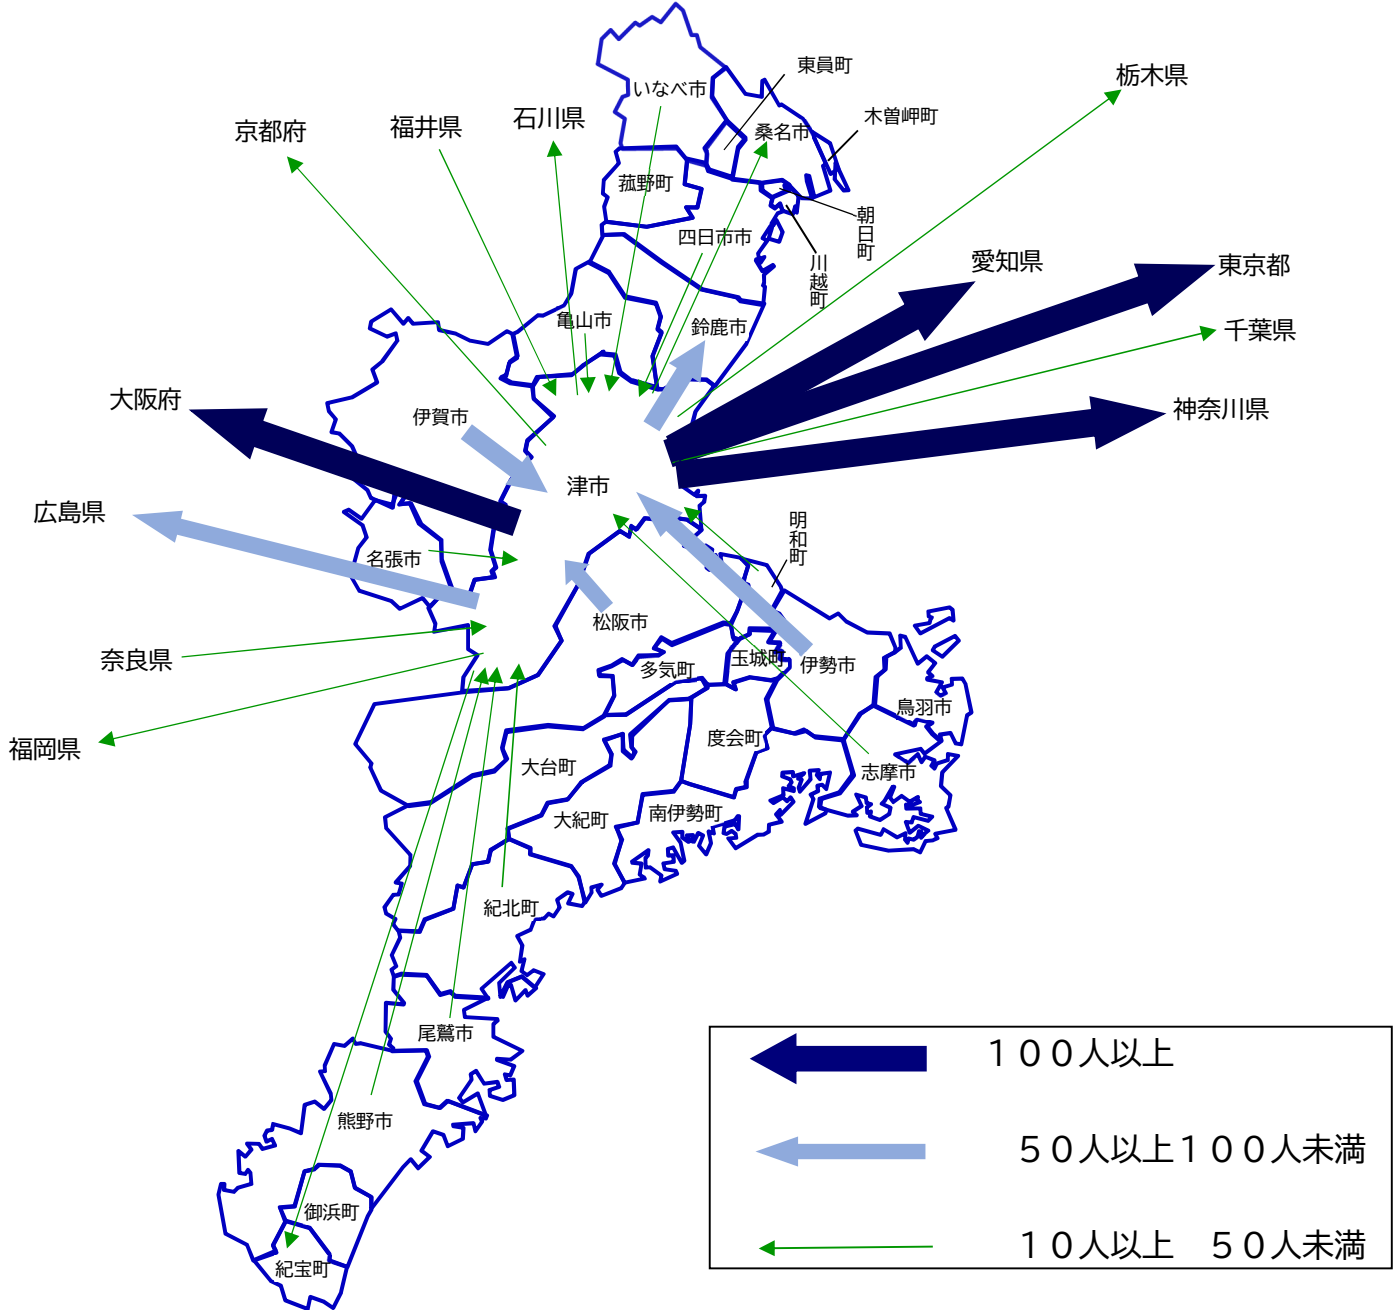 栃木県
東員町
いなべ市
木曽岬町
石川県
福井県
京都府
桑名市
菰野町
朝日町
四日市市
川越町
愛知県
東京都
亀山市
鈴鹿市
千葉県
大阪府
伊賀市
神奈川県
津市
広島県
明和町
名張市
松阪市
奈良県
多気町
玉城町
伊勢市
鳥羽市
福岡県
度会町
大台町
志摩市
大紀町
南伊勢町
紀北町
尾鷲市
熊野市
御浜町
紀宝町
１００人以上
５０人以上１００人未満
１０人以上　５０人未満